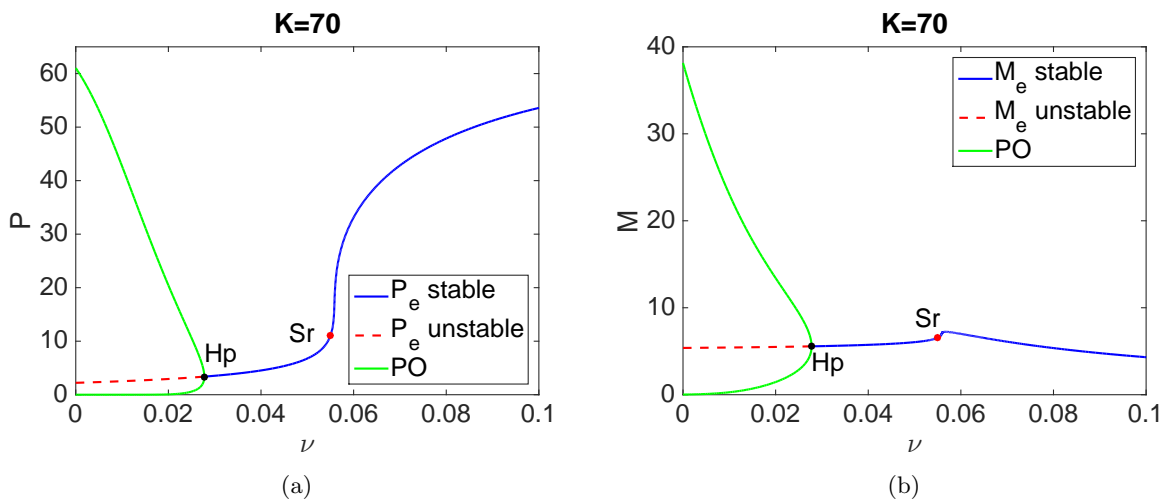 K=70
P
60
50
40
30
20
10
0
Hp
Sr
P_e stable
P_e unstable
PO
0 0.02 0.04 0.06 0.08 0.1
ν
(a)
K=70
M
40
30
20
10
0
M_e stable
M_e unstable
PO
Sr
Hp
0 0.02 0.04 0.06 0.08 0.1
ν
(b)